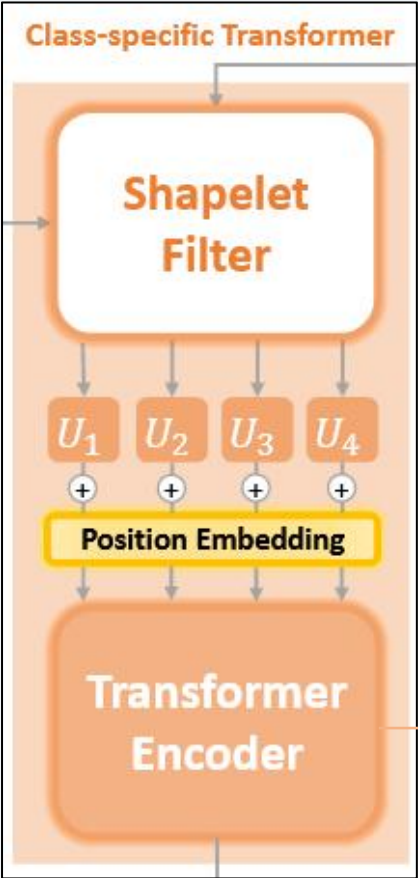 Class-specific Transformer
Shapelet
Filter
U₁ U₂ U₃ U₄
+ + + +
Position Embedding
Transformer
Encoder